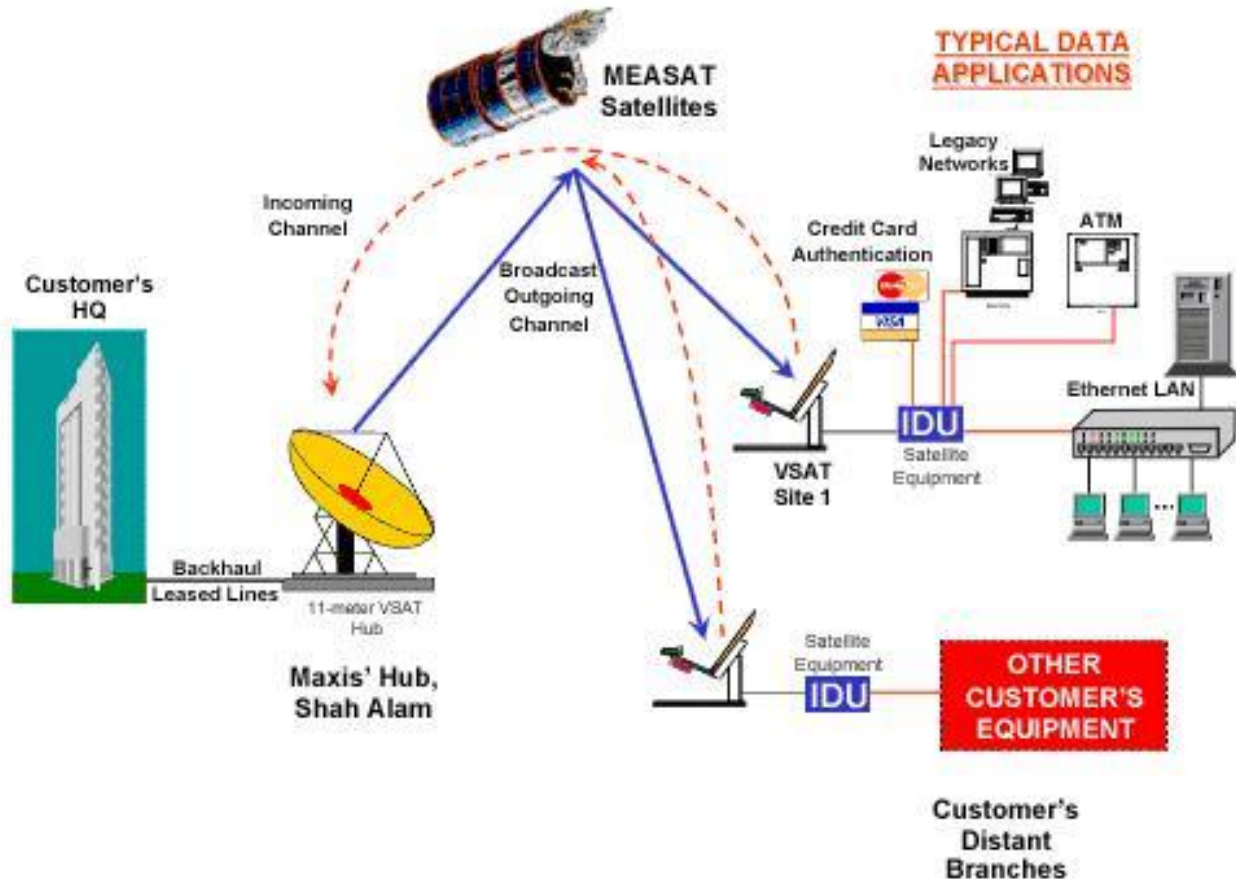 TYPICAL DATA
APPLICATIONS
MEASAT
Satellites
Legacy
Networks
ATM
Credit Card
Authentication
VISA
Incoming
Channel
Broadcast
Outgoing
Channel
Customer's
HQ
Ethernet LAN
IDU
Satellite
Equipment
VSAT
Site 1
...
Backhaul
Leased Lines
11-meter VSAT
Hub
Maxis' Hub,
Shah Alam
Satellite
Equipment
IDU
OTHER
CUSTOMER'S
EQUIPMENT
Customer's
Distant
Branches